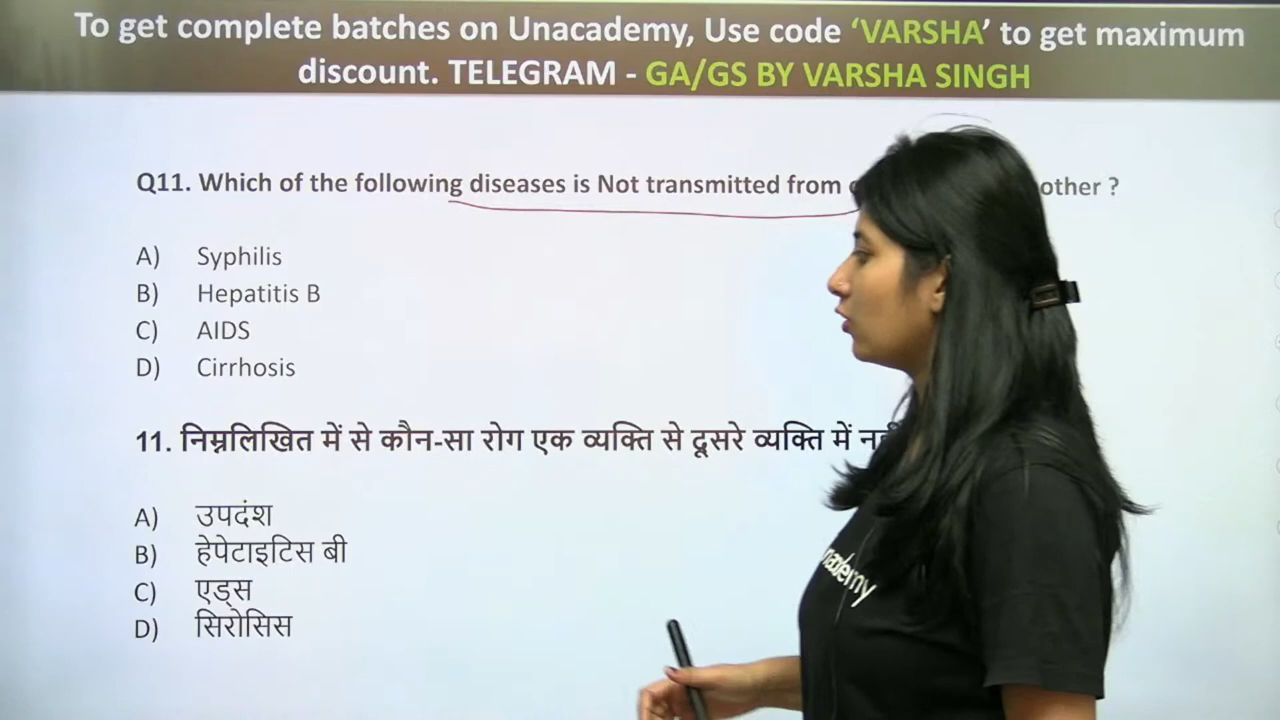 To get complete batches on Unacademy, Use code ‘VARSHA’ to get maximum
discount. TELEGRAM - GA/GS BY VARSHA SINGH
Q11. Which of the following diseases is Not transmitted from other ?
A) Syphilis
B) Hepatitis B
C) AIDS
D) Cirrhosis
11. निम्नलिखित में से कौन-सा रोग एक व्यक्ति से दूसरे व्यक्ति में
A) उपदंश
B) हेपेटाइटिस बी
C) एड्स
D) सिरोसिस